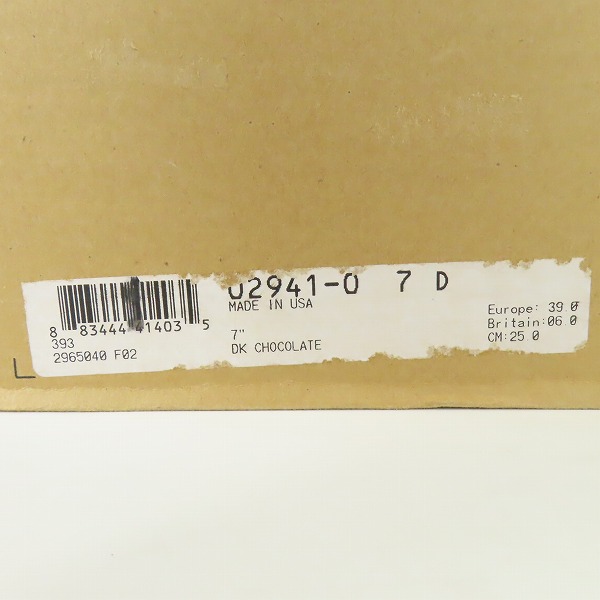 02941-0 7 D
MADE IN USA
8 83444 41403 5
393
2965040 F02
7"
DK CHOCOLATE
Europe: 39.0
Britain:06.0
CM:25.0